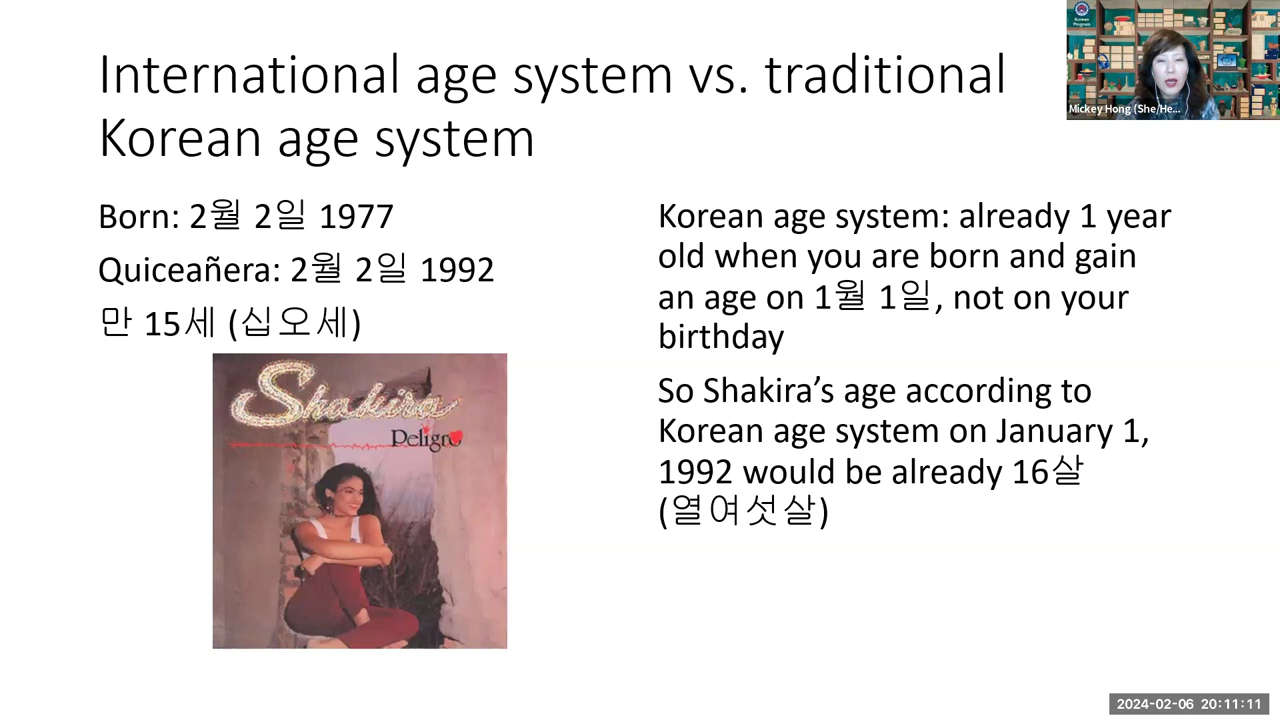 International age system vs. traditional
Korean age system
Born: 2월 2일 1977
Quiceañera: 2월 2일 1992
만 15세 (십오세)
Shakira
Peligro
Korean age system: already 1 year
old when you are born and gain
an age on 1월 1일, not on your
birthday
So Shakira’s age according to
Korean age system on January 1,
1992 would be already 16살
(열여섯살)
Korean
Program
Mickey Hong (She/He...
2024-02-06 20:11:11